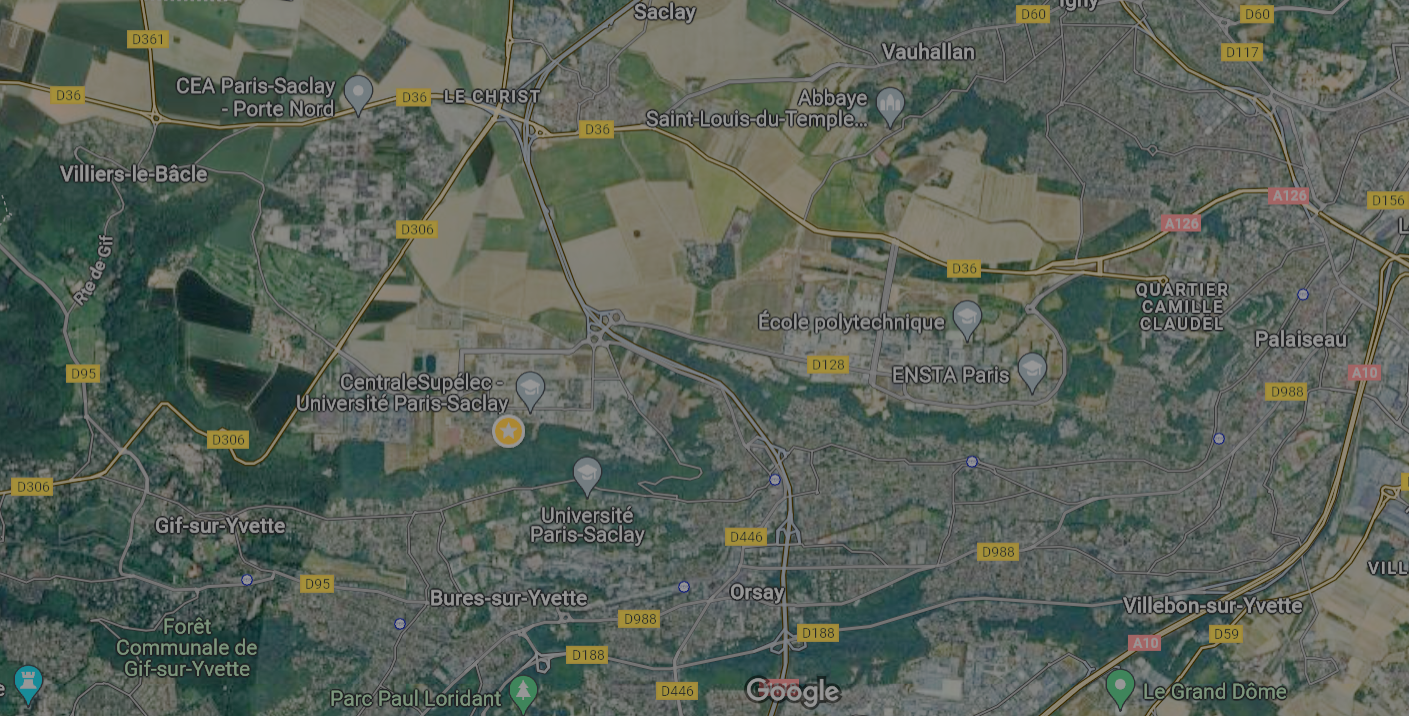 Saclay
Igny
D60
D60
D361
D117
Vauhallan
CEA Paris-Saclay
- Porte Nord
D36
D36
LE CHRIST
Abbaye
Saint-Louis-du-Temple...
D36
Villiers-le-Bâcle
A126
D156
A126
D306
Rte de Gif
D36
QUARTIER
CAMILLE
CLAUDEL
École polytechnique
Palaiseau
D128
D95
ENSTA Paris
A10
CentraleSupélec -
Université Paris-Saclay
D988
D306
D306
Gif-sur-Yvette
Université
Paris-Saclay
D446
D988
D95
Bures-sur-Yvette
Orsay
D988
Villebon-sur-Yvette
VILL
Forêt
Communale de
Gif-sur-Yvette
D188
A10
D59
D188
Parc Paul Loridant
D446
Google
Le Grand Dôme